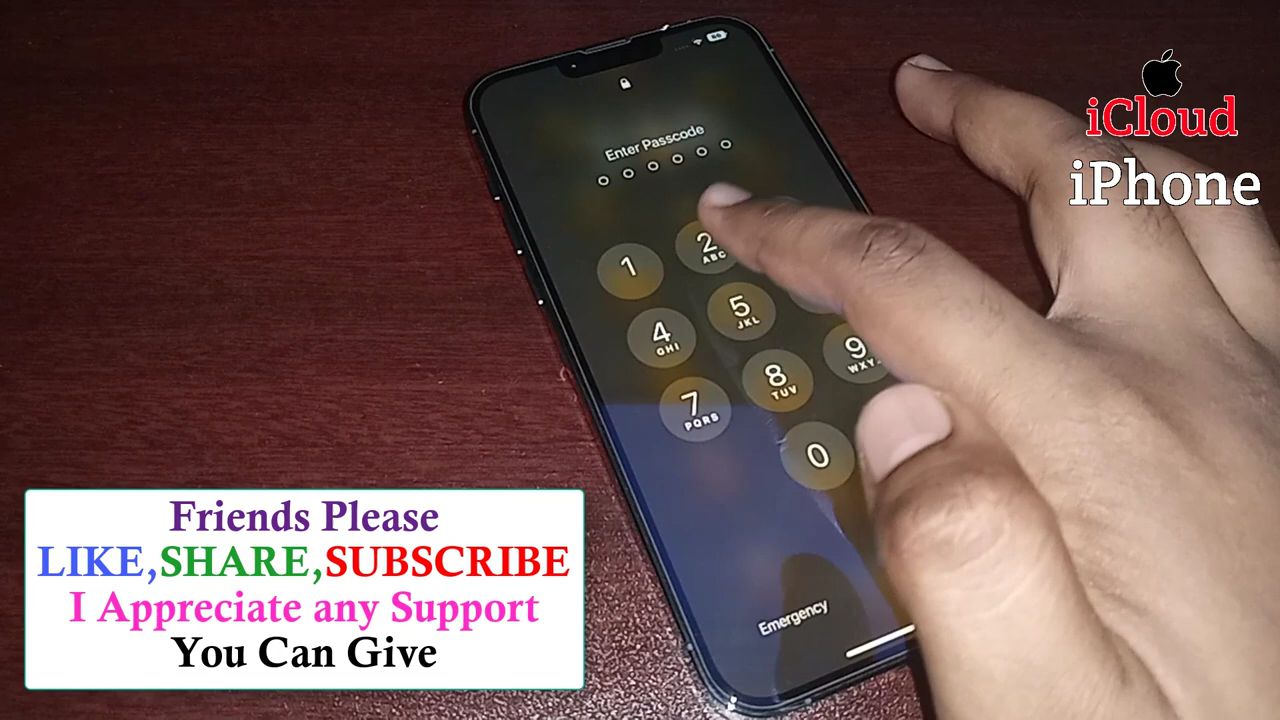 iCloud
iPhone
66
Enter Passcode
1
2
ABC
4
GHI
5
JKL
7
PQRS
8
TUV
9
0
Emergency
Friends Please
LIKE,SHARE,SUBSCRIBE
I Appreciate any Support
You Can Give